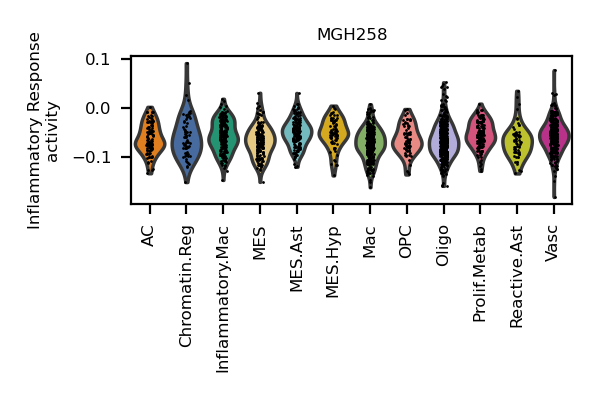 MGH258
Inflammatory Response
activity
0.1
0.0
−0.1
AC
Chromatin.Reg
Inflammatory.Mac
MES
MES.Ast
MES.Hyp
Mac
OPC
Oligo
Prolif.Metab
Reactive.Ast
Vasc